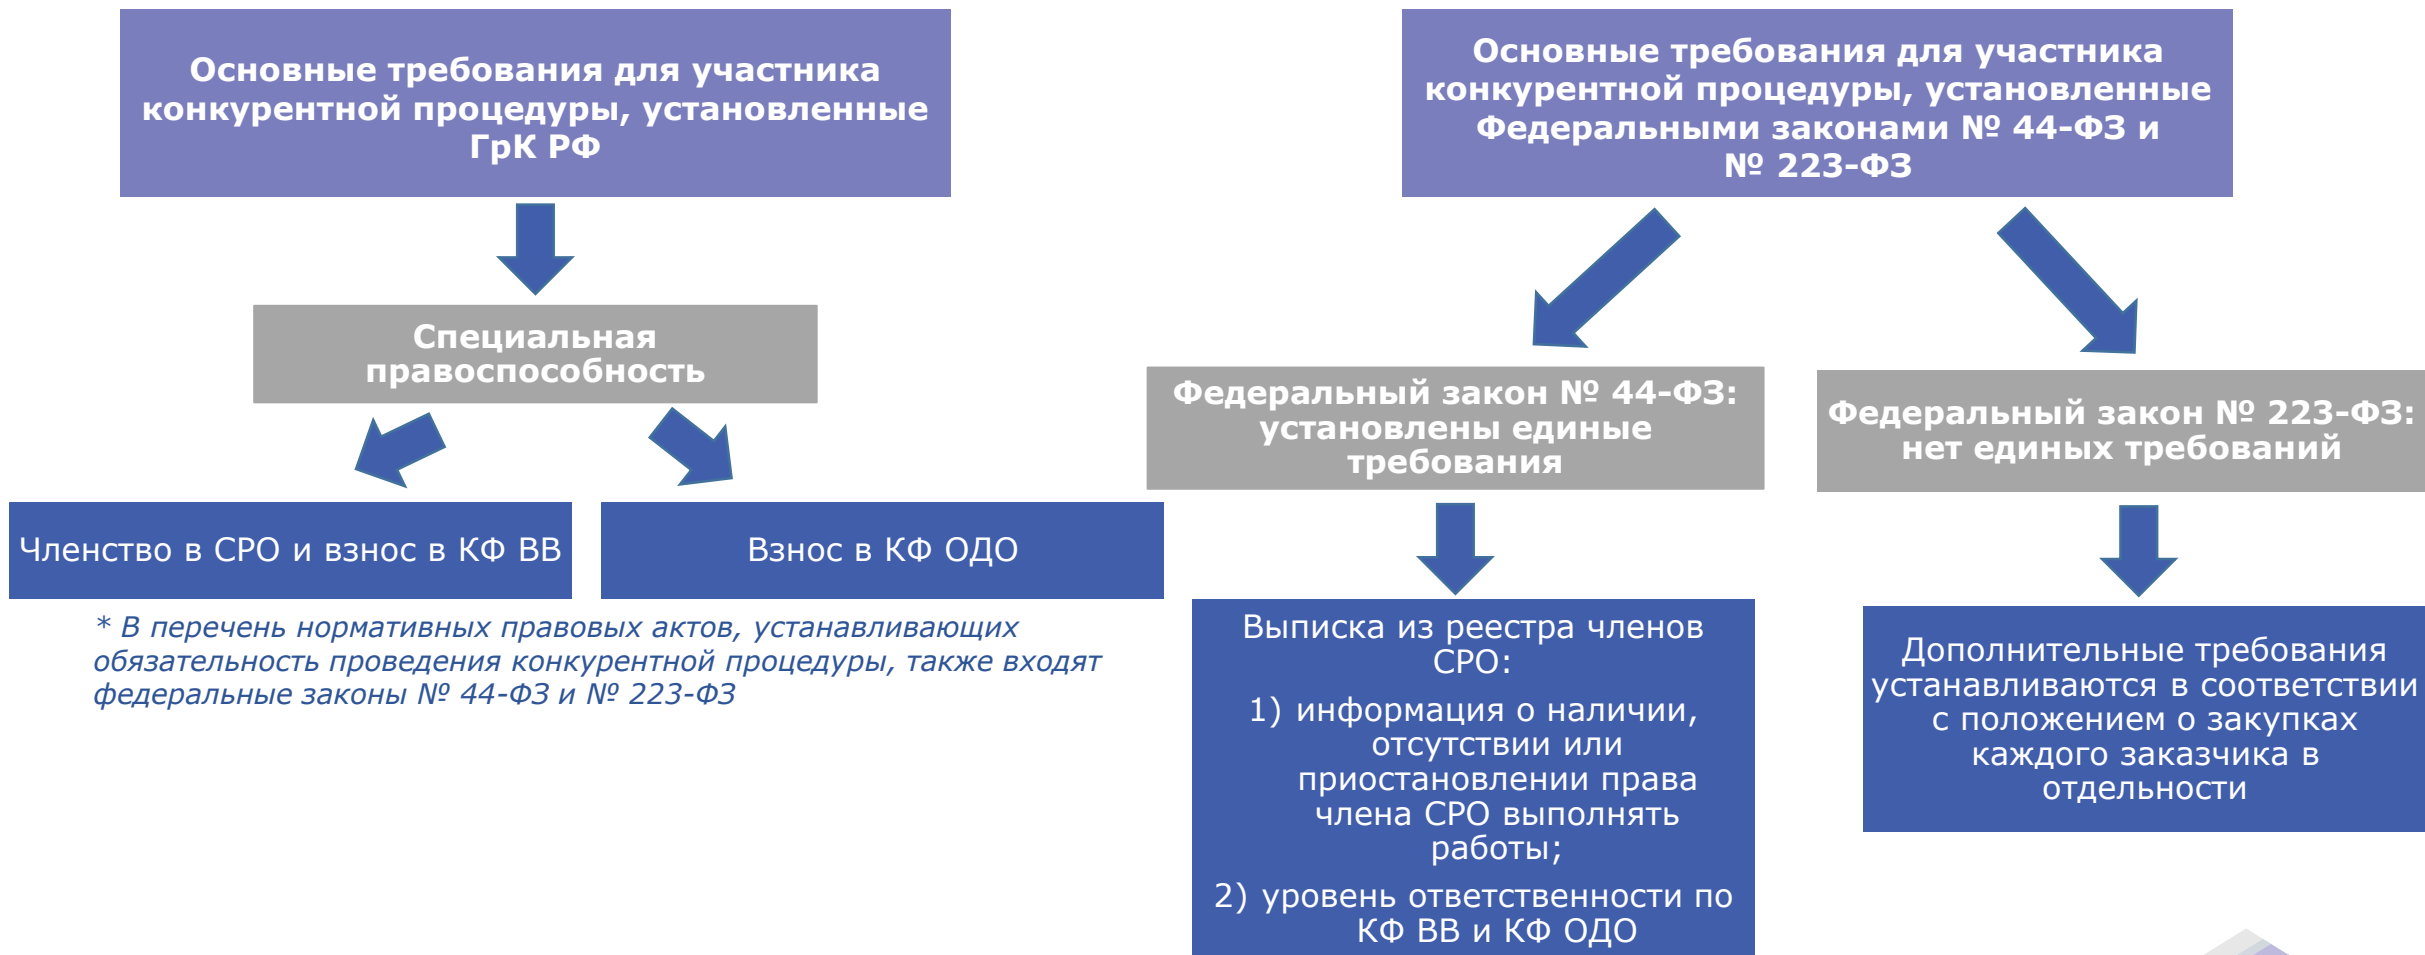 Основные требования для участника
конкурентной процедуры, установленные
ГрК РФ
Специальная
правоспособность
Членство в СРО и взнос в КФ ВВ
Взнос в КФ ОДО
* В перечень нормативных правовых актов, устанавливающих
обязательность проведения конкурентной процедуры, также входят
федеральные законы № 44-ФЗ и № 223-ФЗ
Основные требования для участника
конкурентной процедуры, установленные
Федеральными законами № 44-ФЗ и
№ 223-ФЗ
Федеральный закон № 44-ФЗ:
установлены единые
требования
Выписка из реестра членов
СРО:
1) информация о наличии,
отсутствии или
приостановлении права
члена СРО выполнять
работы;
2) уровень ответственности по
КФ ВВ и КФ ОДО
Федеральный закон № 223-ФЗ:
нет единых требований
Дополнительные требования
устанавливаются в соответствии
с положением о закупках
каждого заказчика в
отдельности